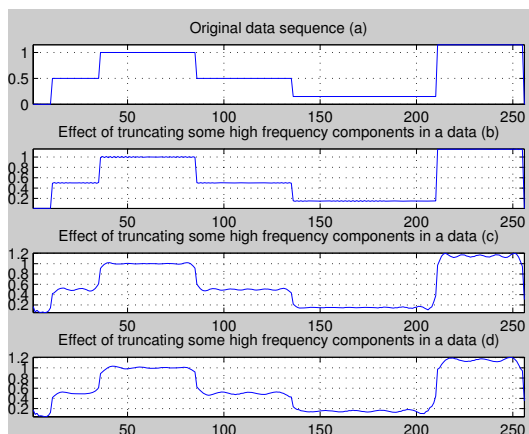 Original data sequence (a)
1
0.5
0
50 100 150 200 250
Effect of truncating some high frequency components in a data (b)
1
0.8
0.6
0.4
0.2
50 100 150 200 250
Effect of truncating some high frequency components in a data (c)
1.2
1
0.8
0.6
0.4
0.2
50 100 150 200 250
Effect of truncating some high frequency components in a data (d)
1.2
1
0.8
0.6
0.4
0.2
50 100 150 200 250